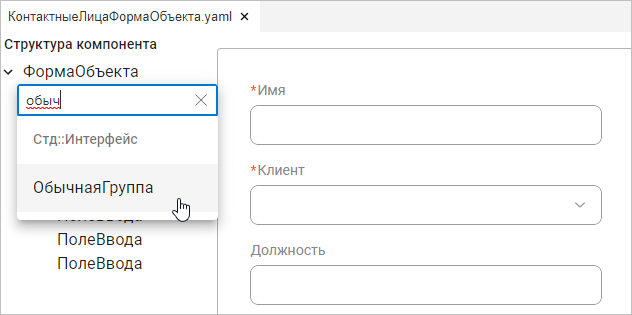 КонтактныеЛицаФормаОбъекта.yaml
Структура компонента
ФормаОбъекта
обыч
Стд::Интерфейс
ОбычнаяГруппа
ПолеВвода
ПолеВвода
ПолеВвода
*Имя
*Клиент
Должность